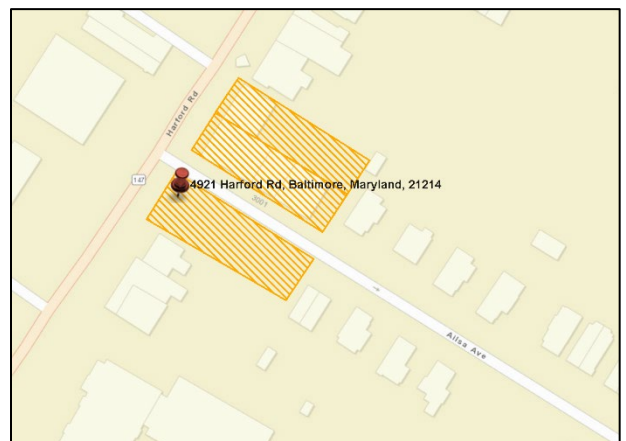 Harford Rd
147
4921 Harford Rd, Baltimore, Maryland, 21214
3001
Ailsa Ave